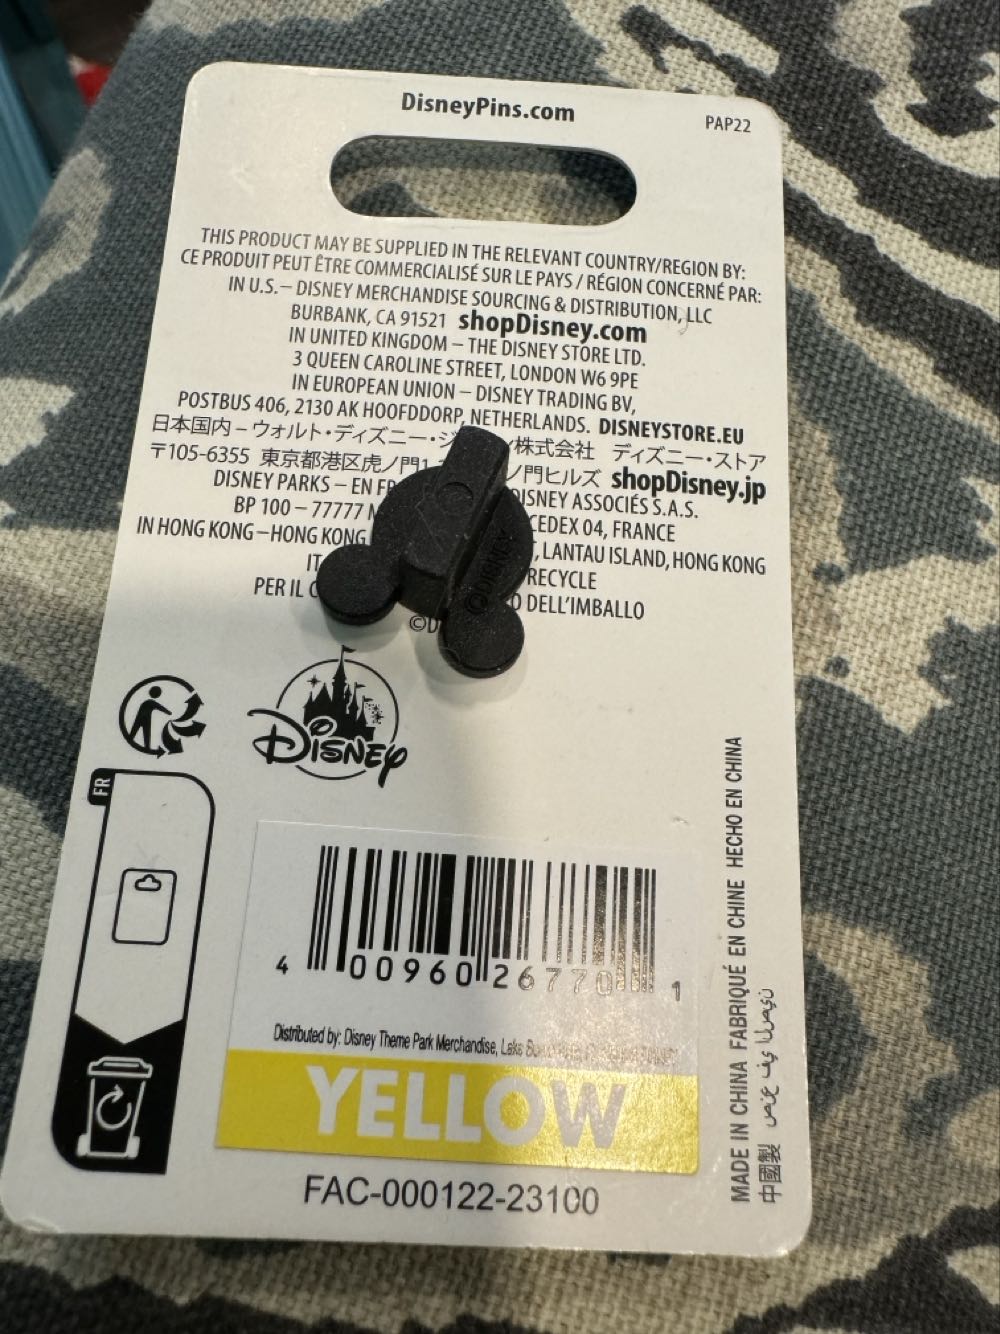 DisneyPins.com
PAP22
THIS PRODUCT MAY BE SUPPLIED IN THE RELEVANT COUNTRY/REGION BY:
CE PRODUIT PEUT ÊTRE COMMERCIALISÉ SUR LE PAYS / RÉGION CONCERNÉ PAR:
IN U.S.– DISNEY MERCHANDISE SOURCING & DISTRIBUTION, LLC
BURBANK, CA 91521 shopDisney.com
IN UNITED KINGDOM – THE DISNEY STORE LTD.
3 QUEEN CAROLINE STREET, LONDON W6 9PE
IN EUROPEAN UNION – DISNEY TRADING BV,
POSTBUS 406, 2130 AK HOOFDDORP, NETHERLANDS. DISNEYSTORE.EU
日本国内 – ウォルト・ディズニー・ジ 株式会社 ディズニー・ストア
〒105-6355 東京都港区虎ノ門1 ノ門ヒルズ shopDisney.jp
DISNEY PARKS – EN FR DISNEY ASSOCIÉS S.A.S.
BP 100 – 77777 M CEDEX 04, FRANCE
IN HONG KONG – HONG KONG , LANTAU ISLAND, HONG KONG
IT RECYCLE
PER IL DELL'IMBALLO
©D
©DISNEY
Disney
FR
4 00960 26770 1
Distributed by: Disney Theme Park Merchandise, Lake
YELLOW
FAC-000122-23100
MADE IN CHINA FABRIQUÉ EN CHINE HECHO EN CHINA
中國製 صنع في الصين